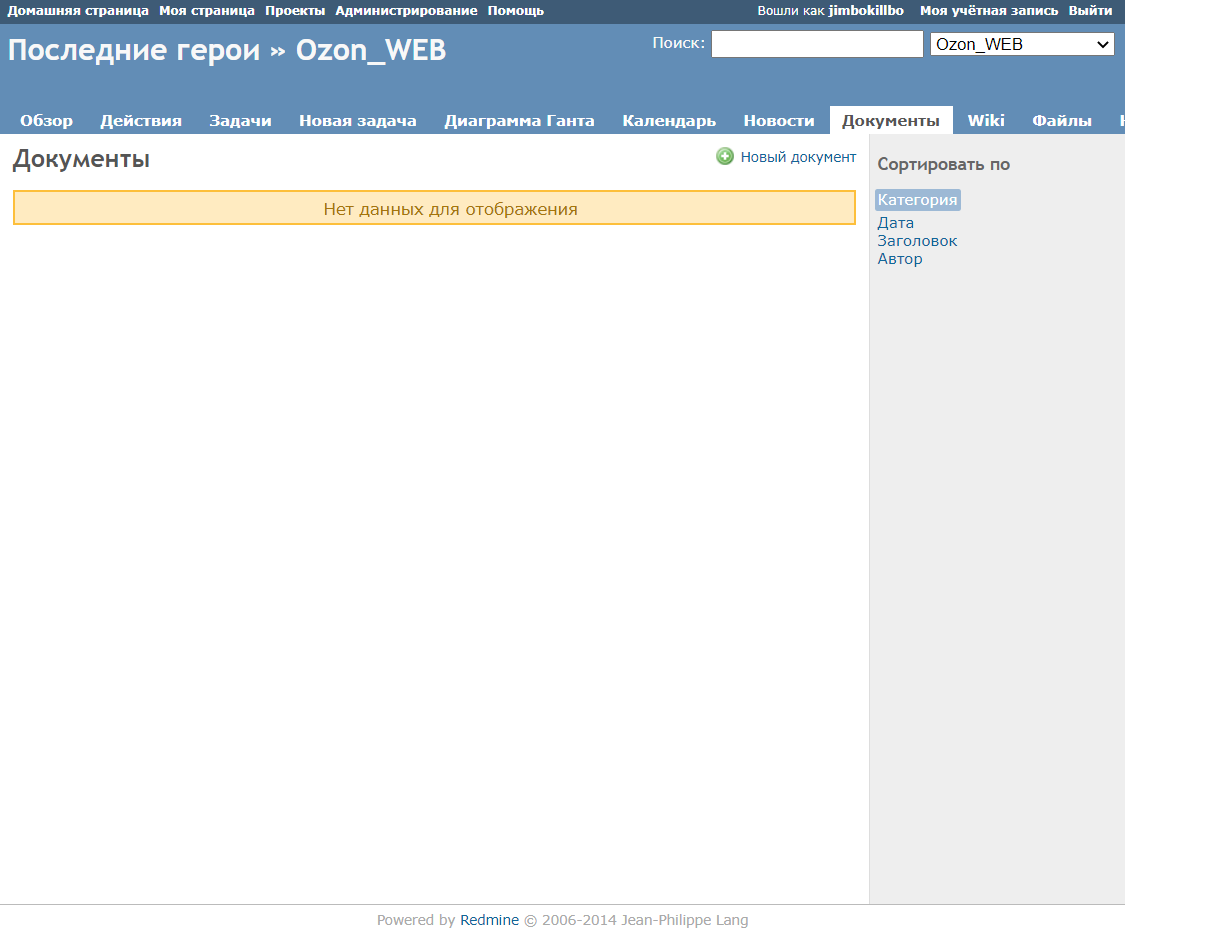 Домашняя страница Моя страница Проекты Администрирование Помощь Вошли как jimbokillbo Моя учётная запись Выйти
Последние герои » Ozon_WEB Поиск: Ozon_WEB
Обзор Действия Задачи Новая задача Диаграмма Ганта Календарь Новости Документы Wiki Файлы
Документы Новый документ
Сортировать по
Нет данных для отображения
Категория
Дата
Заголовок
Автор
Powered by Redmine © 2006-2014 Jean-Philippe Lang